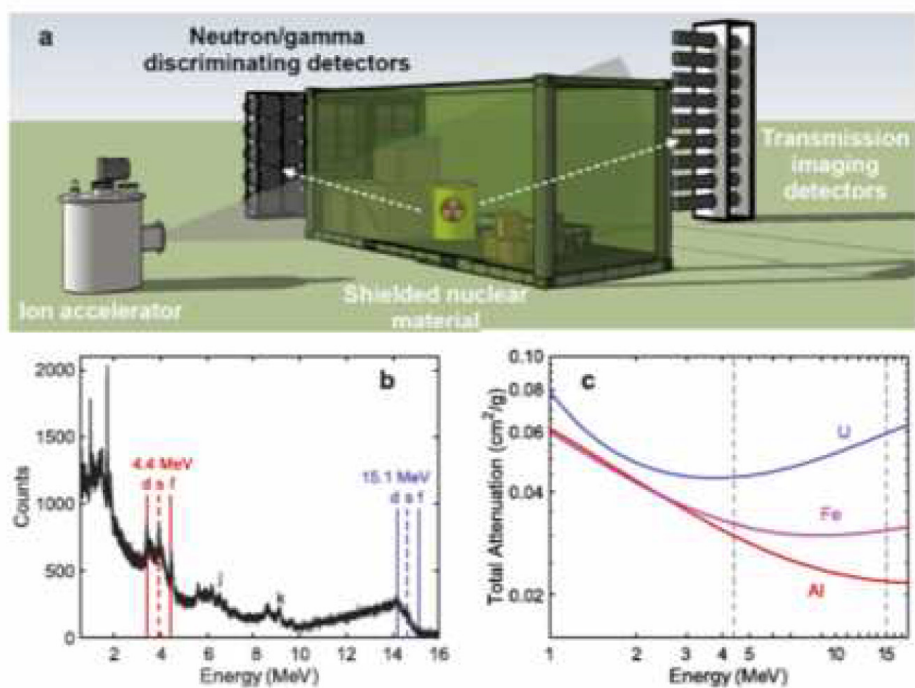 a
Neutron/gamma
discriminating detectors
Transmission
imaging
detectors
Ion accelerator
Shielded nuclear
material
b
2000
1500
1000
500
0
Counts
4.4 MeV
d s f
15.1 MeV
d s f
j
k
2 4 6 8 10 12 14 16
Energy (MeV)
c
0.10
0.08
0.06
0.04
0.02
Total Attenuation (cm²/g)
U
Fe
Al
1 2 3 4 5 10 15
Energy (MeV)